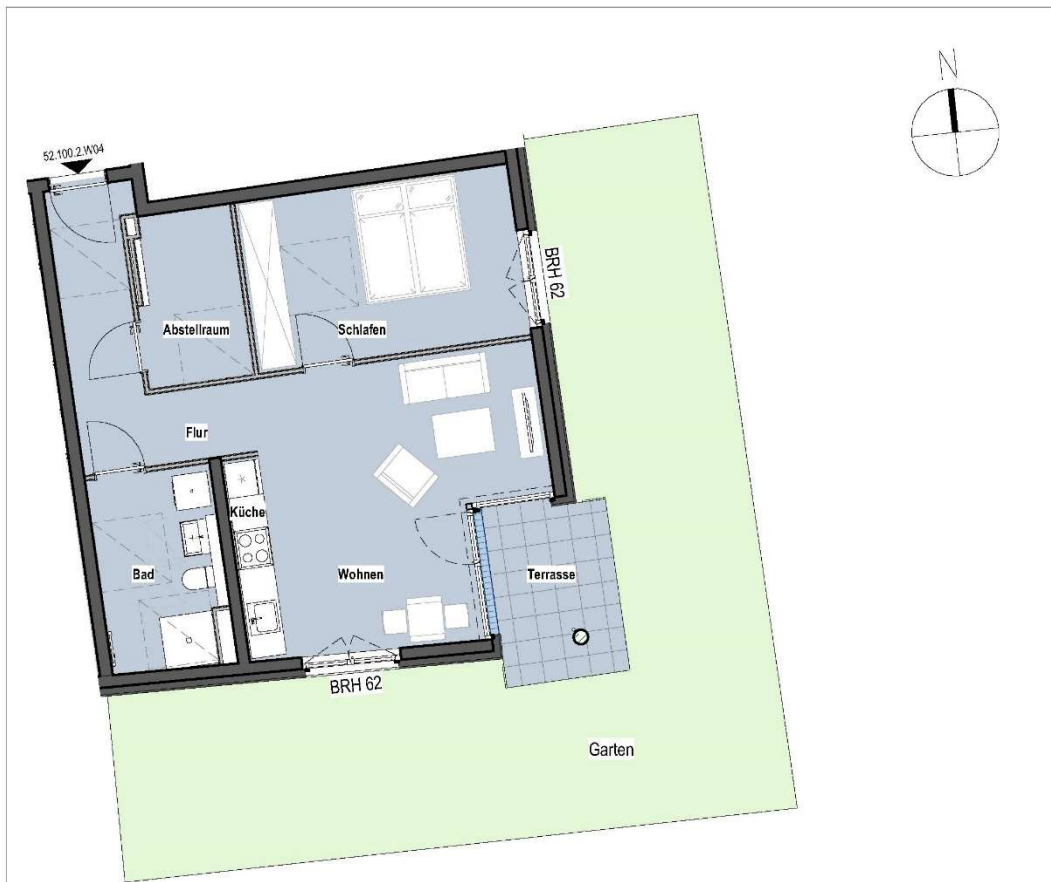 N
52.100.2.W04
BRH 62
Abstellraum
Schlafen
Flur
Küche
Bad
Wohnen
Terrasse
BRH 62
Garten